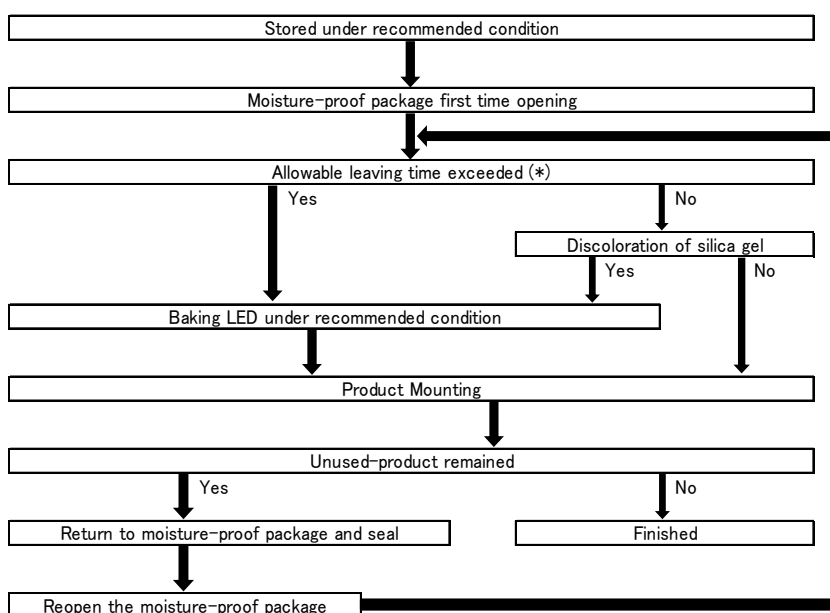 Stored under recommended condition
Moisture-proof package first time opening
Allowable leaving time exceeded (*)
Yes
No
Discoloration of silica gel
Yes
No
Baking LED under recommended condition
Product Mounting
Unused-product remained
Yes
No
Return to moisture-proof package and seal
Finished
Reopen the moisture-proof package